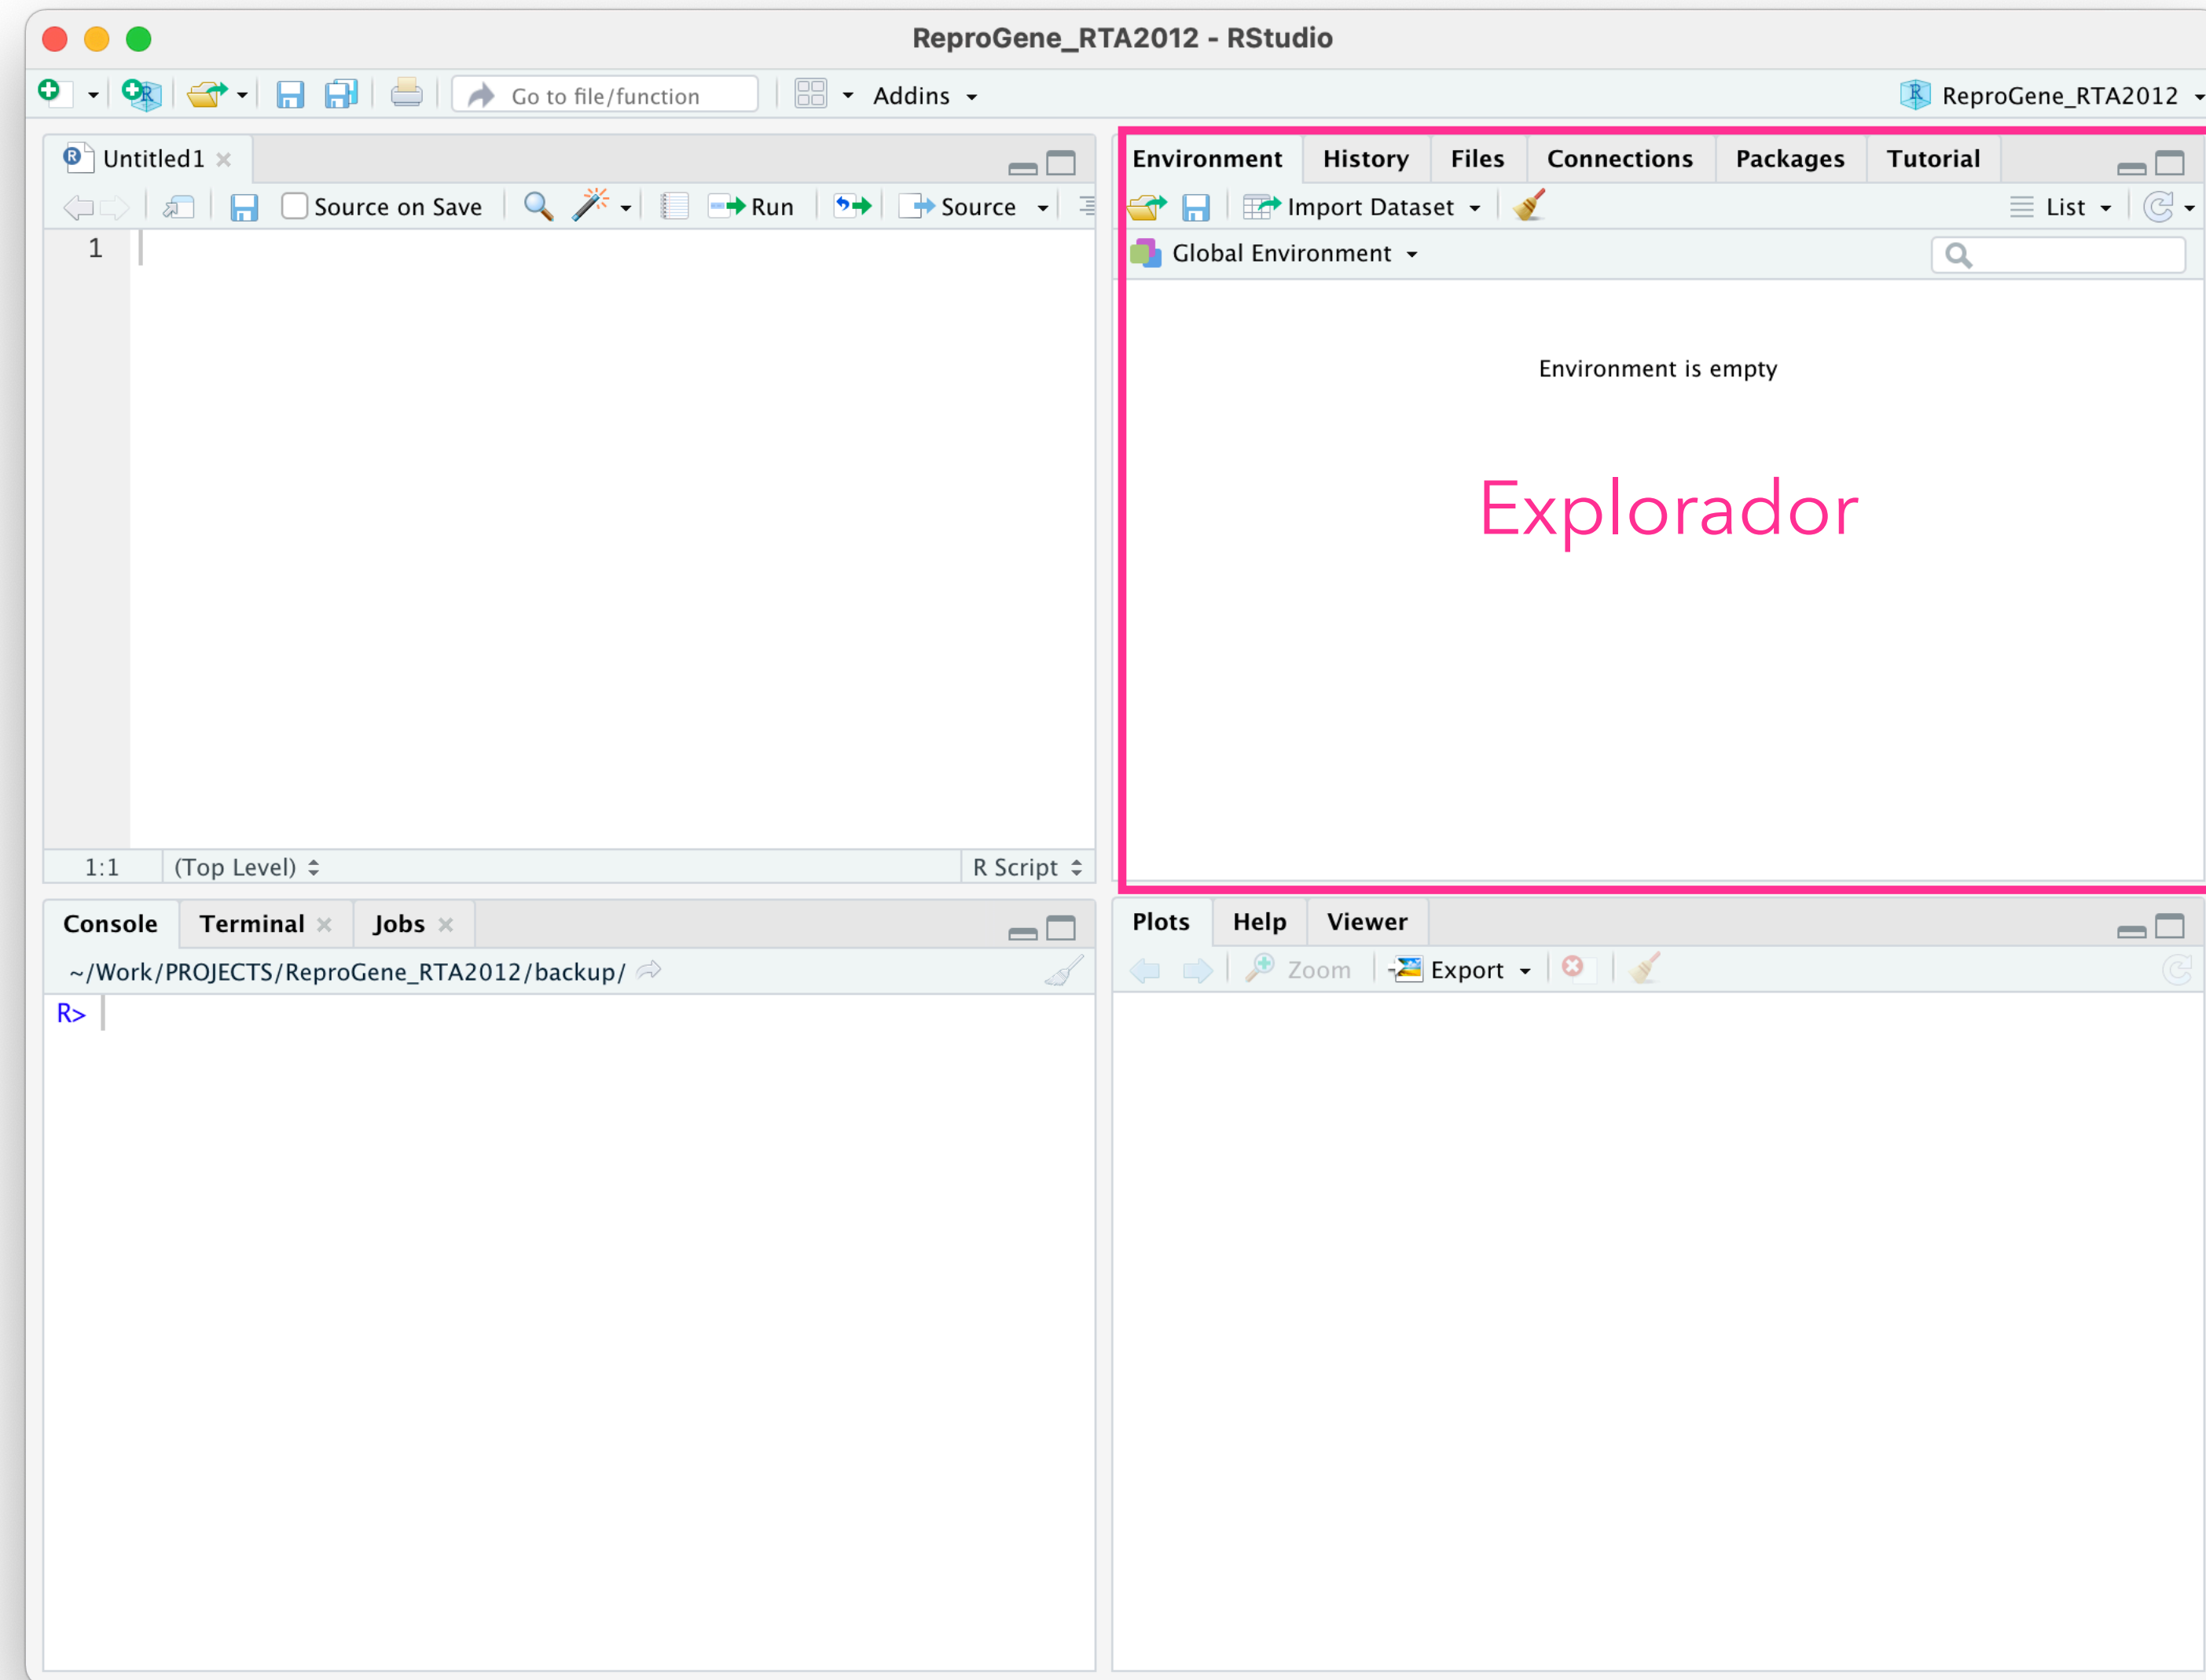 ReproGene_RTA2012 - RStudio
Go to file/function Addins ReproGene_RTA2012
Untitled1
Source on Save Run Source
1
1:1 (Top Level) R Script
Environment History Files Connections Packages Tutorial
Import Dataset List
Global Environment
Environment is empty
Explorador
Console Terminal Jobs
~/Work/PROJECTS/ReproGene_RTA2012/backup/
R>
Plots Help Viewer
Zoom Export